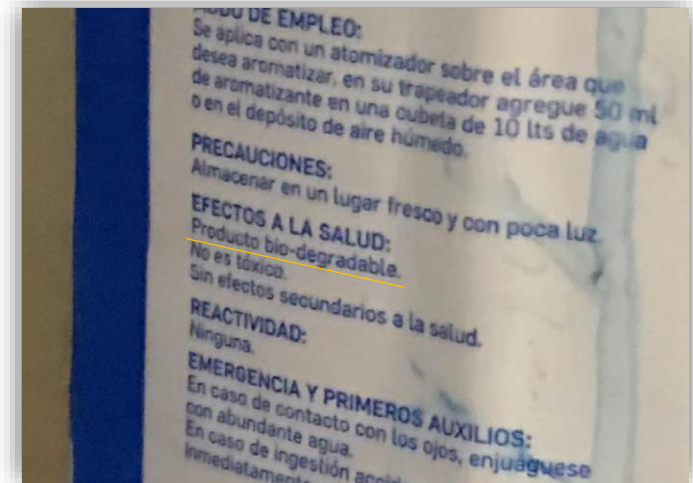 MODO DE EMPLEO:
Se aplica con un atomizador sobre el área que
desea aromatizar, en su trapeador agregue 50 ml
de aromatizante en una cubeta de 10 lts de agua
o en el depósito de aire húmedo.
PRECAUCIONES:
Almacenar en un lugar fresco y con poca luz.
EFECTOS A LA SALUD:
Producto bio-degradable.
No es tóxico.
Sin efectos secundarios a la salud.
REACTIVIDAD:
Ninguna.
EMERGENCIA Y PRIMEROS AUXILIOS:
En caso de contacto con los ojos, enjuáguese
con abundante agua.
En caso de ingestión